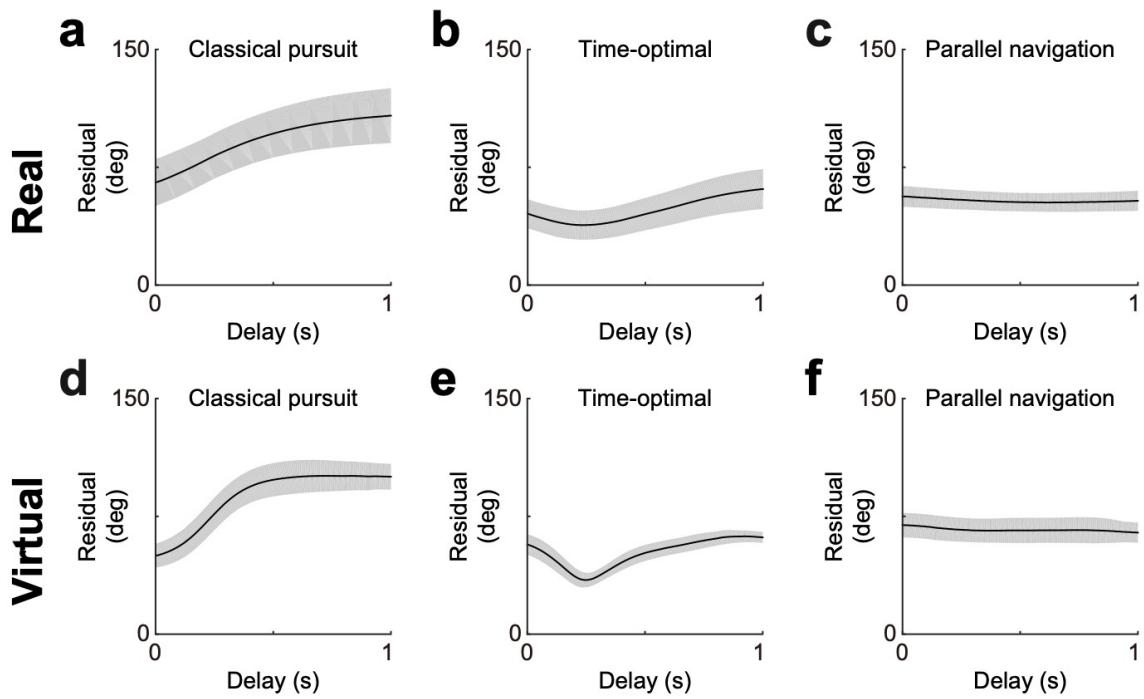 a
Classical pursuit
150
Residual
(deg)
0
0
1
Delay (s)
b
Time-optimal
150
Residual
(deg)
0
0
1
Delay (s)
c
Parallel navigation
150
Residual
(deg)
0
0
1
Delay (s)
Real
d
Classical pursuit
150
Residual
(deg)
0
0
1
Delay (s)
e
Time-optimal
150
Residual
(deg)
0
0
1
Delay (s)
f
Parallel navigation
150
Residual
(deg)
0
0
1
Delay (s)
Virtual